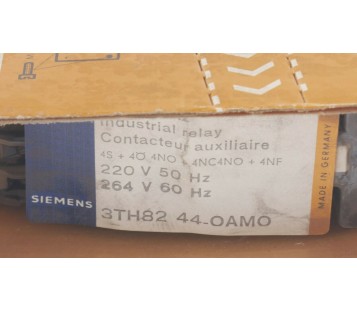 Industrial relay
Contacteur auxiliaire
4S + 4Ö 4NO + 4NC 4NO + 4NF
220 V 50 Hz
264 V 60 Hz
SIEMENS
3TH82 44-0AM0
MADE IN GERMANY